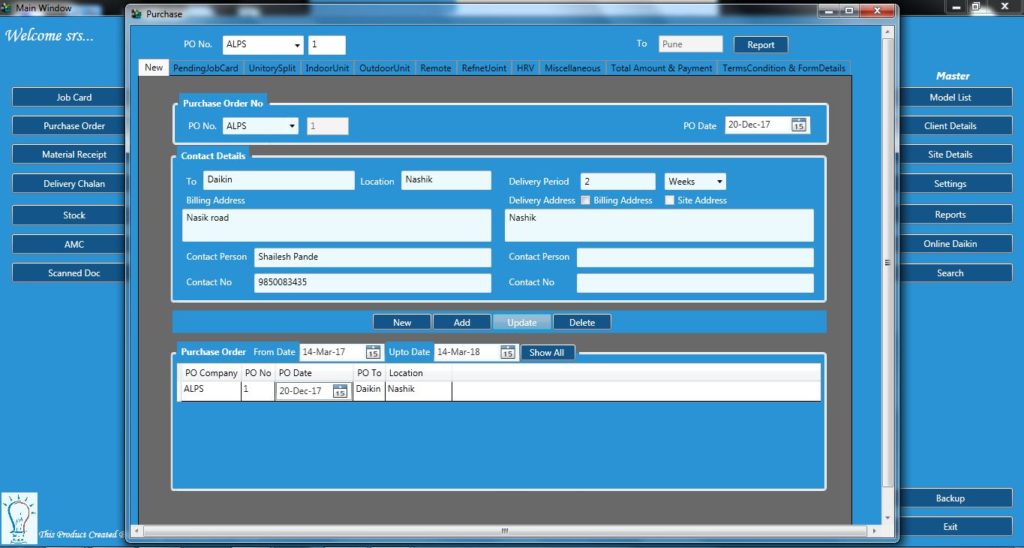 Main Window
Purchase
Welcome srs...
PO No. ALPS 1 To Pune Report
New PendingJobCard UnitorySplit IndoorUnit OutdoorUnit Remote RefnetJoint HRV Miscellaneous Total Amount & Payment TermsCondition & FormDetails
Job Card
Purchase Order
Material Receipt
Delivery Chalan
Stock
AMC
Scanned Doc
Purchase Order No
PO No. ALPS 1 PO Date 20-Dec-17 15
Contact Details
To Daikin Location Nashik Delivery Period 2 Weeks
Billing Address Delivery Address Billing Address Site Address
Nasik road Nashik
Contact Person Shailesh Pande Contact Person
Contact No 9850083435 Contact No
New Add Update Delete
Purchase Order From Date 14-Mar-17 15 Upto Date 14-Mar-18 15 Show All
PO Company PO No PO Date PO To Location
ALPS 1 20-Dec-17 15 Daikin Nashik
Master
Model List
Client Details
Site Details
Settings
Reports
Online Daikin
Search
Backup
Exit
This Product Created